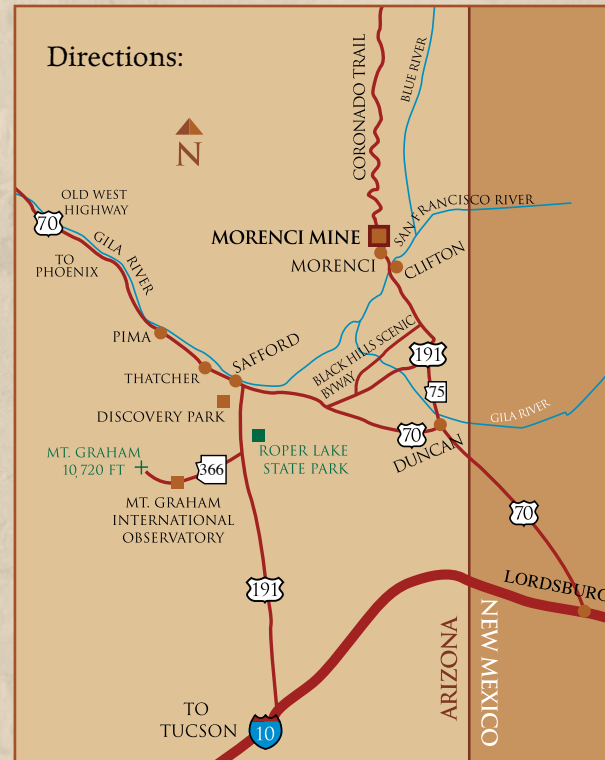 Directions:
N
CORONADO TRAIL
BLUE RIVER
OLD WEST
HIGHWAY
70
TO
PHOENIX
GILA RIVER
SAN FRANCISCO RIVER
MORENCI MINE
MORENCI
CLIFTON
PIMA
THATCHER
SAFFORD
BLACK HILLS SCENIC
BYWAY
191
75
DISCOVERY PARK
GILA RIVER
70
DUNCAN
MT. GRAHAM
10,720 FT
366
ROPER LAKE
STATE PARK
MT. GRAHAM
INTERNATIONAL
OBSERVATORY
70
191
LORDSBURG
ARIZONA
NEW MEXICO
TO
TUCSON
10